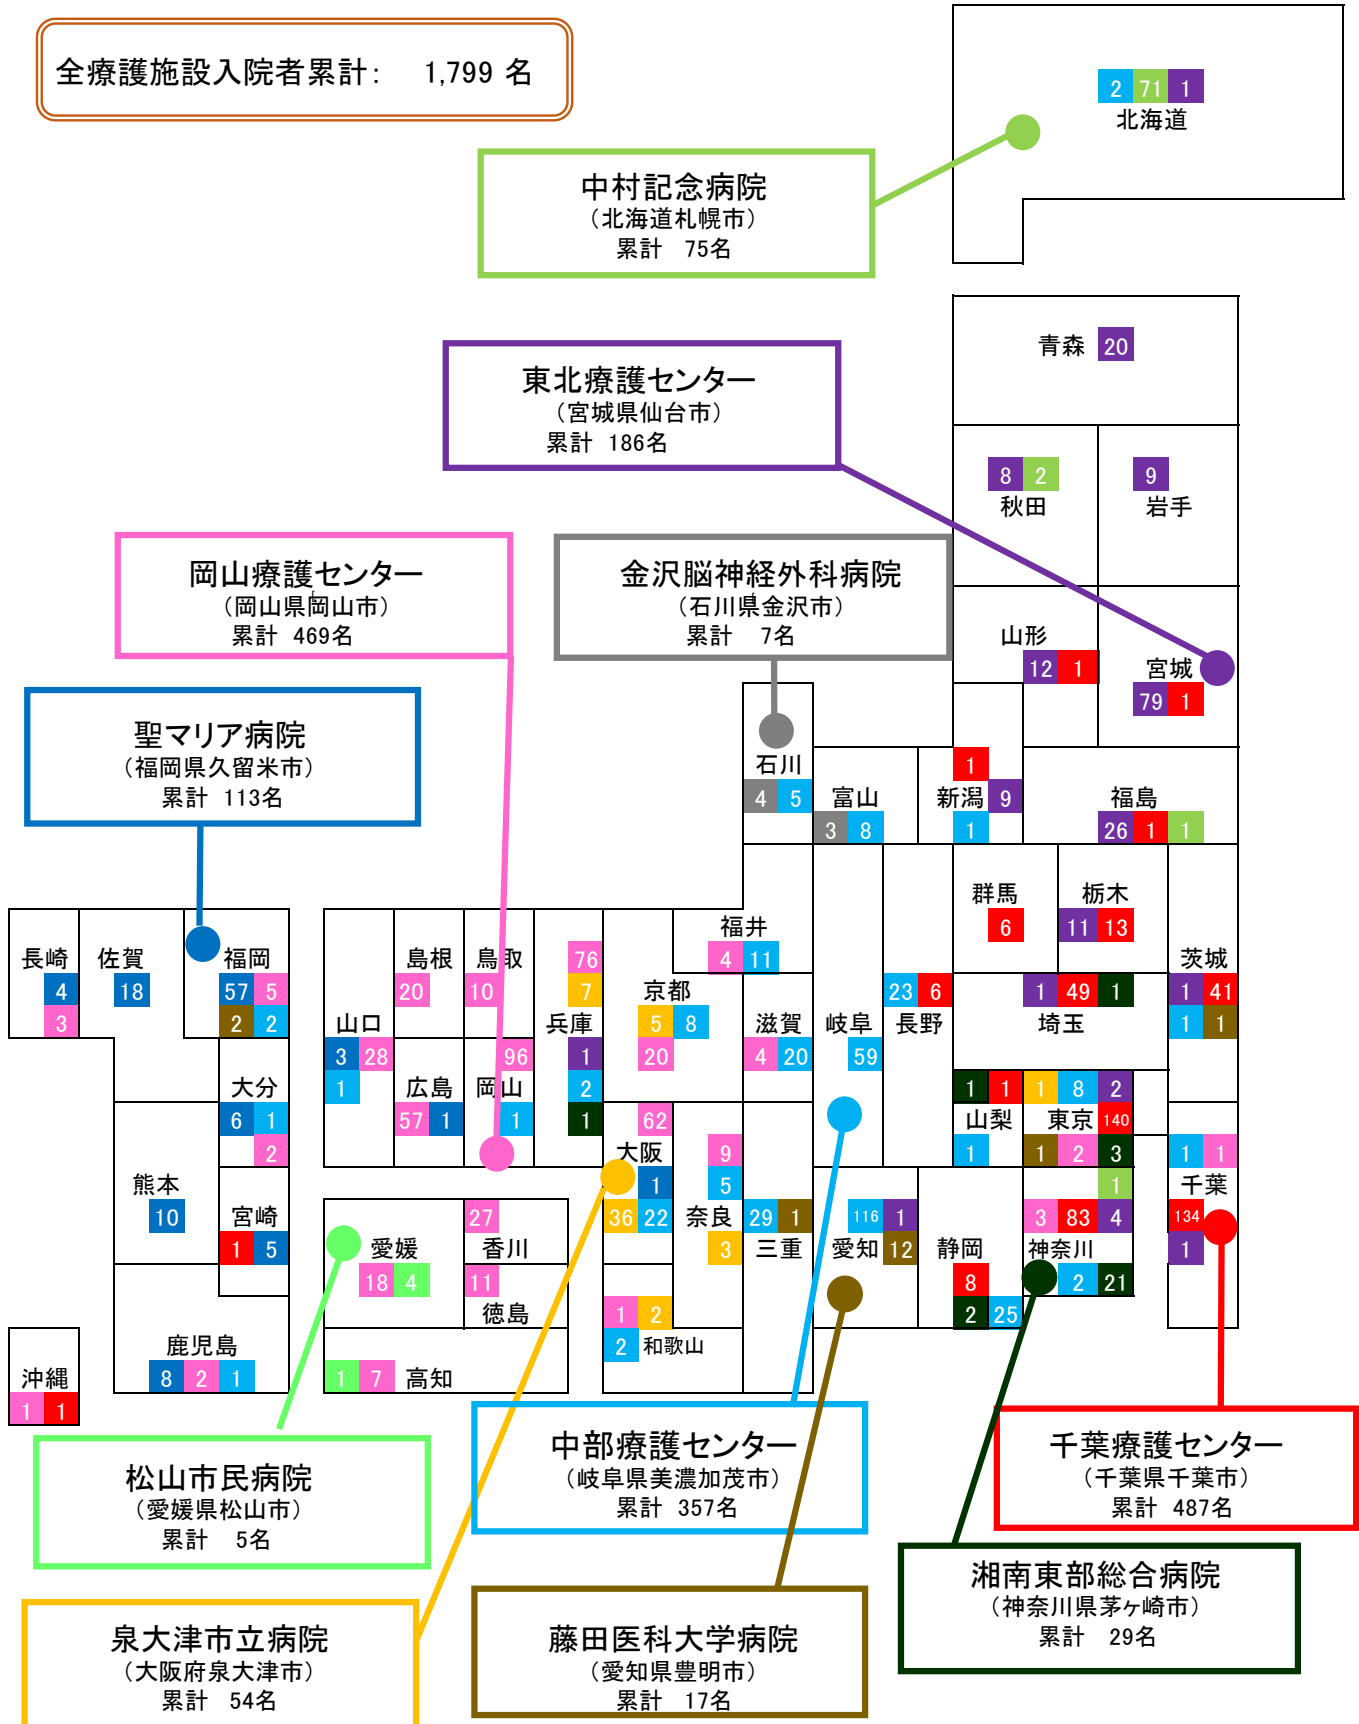 全療護施設入院者累計： 1,799 名
2 71 1
北海道
中村記念病院
（北海道札幌市）
累計 75名
青森 20
東北療護センター
（宮城県仙台市）
累計 186名
8 2
秋田
9
岩手
岡山療護センター
（岡山県岡山市）
累計 469名
金沢脳神経外科病院
（石川県金沢市）
累計 7名
山形
12 1
宮城
79 1
聖マリア病院
（福岡県久留米市）
累計 113名
石川
4 5
富山
3 8
1
新潟 9
1
福島
26 1 1
群馬
6
栃木
11 13
茨城
1 41
1 1
長崎
4
3
佐賀
18
福岡
57 5
2 2
島根
20
鳥取
10
76
7
兵庫
1
2
1
福井
4 11
京都
5 8
20
滋賀
4 20
岐阜
59
23 6
長野
1 49 1
埼玉
山口
3 28
1
広島
57 1
96
岡山
1
大分
6 1
2
1 1
山梨
1
1 8 2
東京 140
1 2 3
62
大阪
1
36 22
9
5
奈良
3
29 1
三重
116 1
愛知 12
静岡
8
2 25
1
3 83 4
神奈川
2 21
1 1
千葉
134
1
熊本
10
宮崎
1 5
愛媛
18 4
27
香川
11
徳島
1 2
2 和歌山
鹿児島
8 2 1
沖縄
1 1
1 7 高知
松山市民病院
（愛媛県松山市）
累計 5名
中部療護センター
（岐阜県美濃加茂市）
累計 357名
千葉療護センター
（千葉県千葉市）
累計 487名
湘南東部総合病院
（神奈川県茅ヶ崎市）
累計 29名
泉大津市立病院
（大阪府泉大津市）
累計 54名
藤田医科大学病院
（愛知県豊明市）
累計 17名